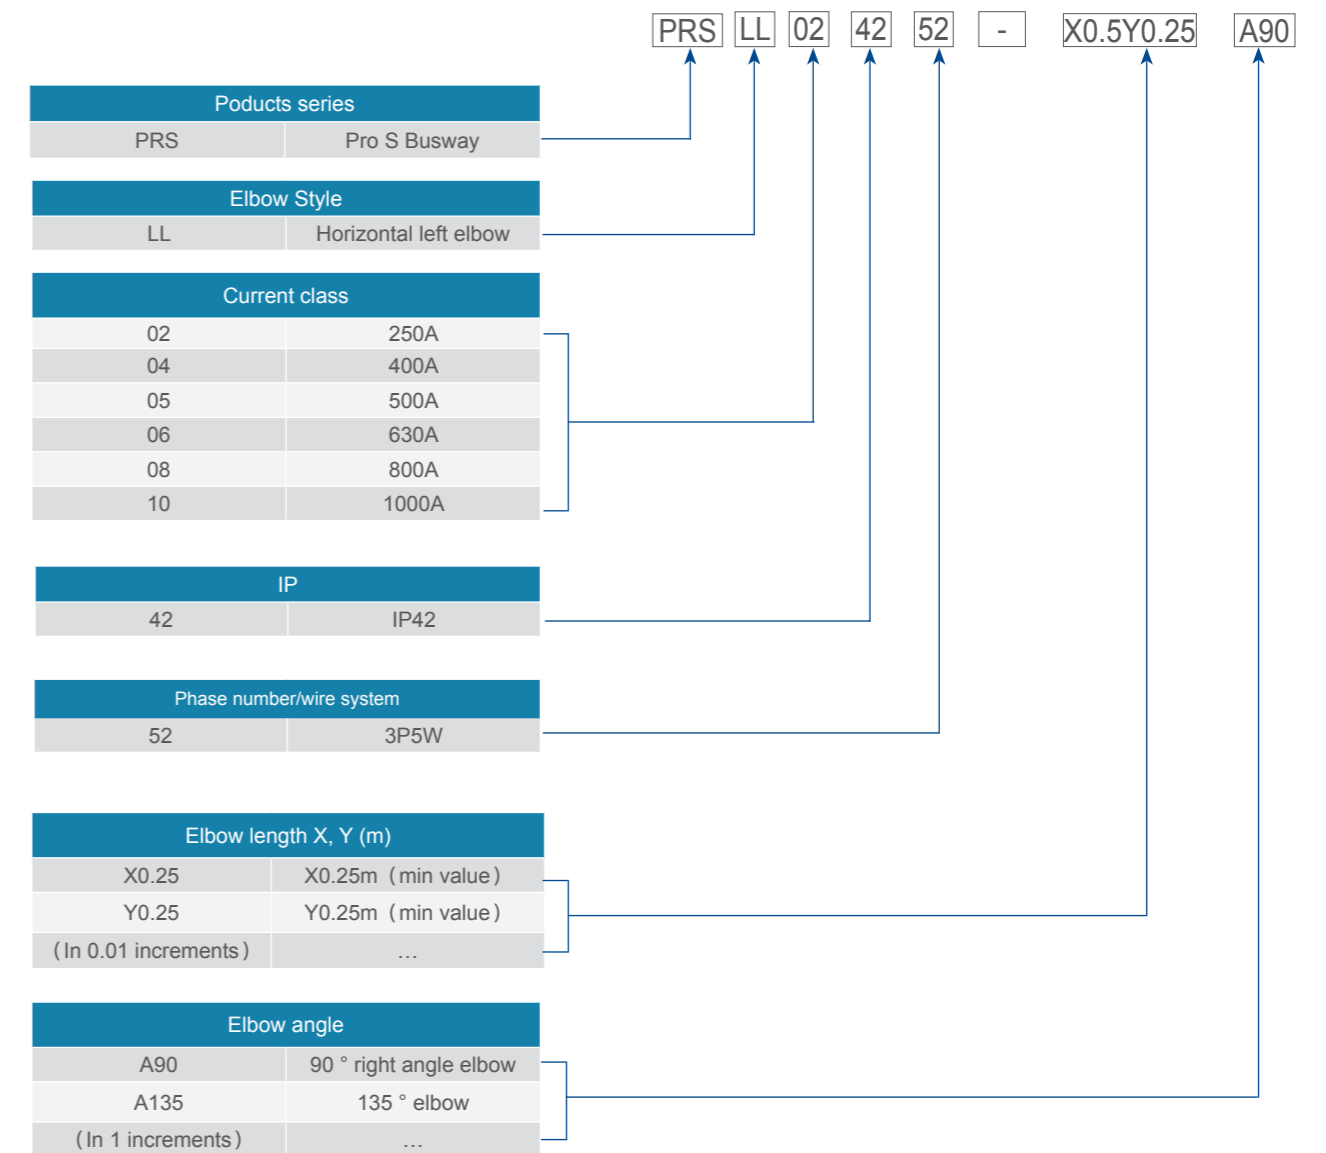 PRS LL 02 42 52 - X0.5Y0.25 A90
Poducts series
PRS Pro S Busway
Elbow Style
LL Horizontal left elbow
Current class
02 250A
04 400A
05 500A
06 630A
08 800A
10 1000A
IP
42 IP42
Phase number/wire system
52 3P5W
Elbow length X, Y (m)
X0.25 X0.25m（min value）
Y0.25 Y0.25m（min value）
（In 0.01 increments） …
Elbow angle
A90 90 ° right angle elbow
A135 135 ° elbow
（In 1 increments） …